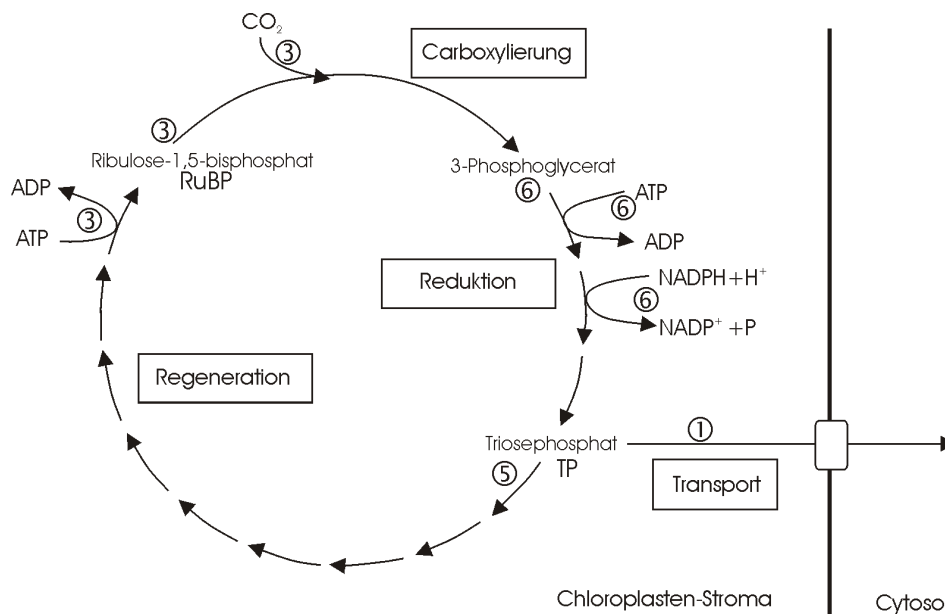 CO₂
③
Carboxylierung
③
Ribulose-1,5-bisphosphat
RuBP
3-Phosphoglycerat
⑥
ADP
③
ATP
ATP
⑥
ADP
Reduktion
NADPH+H⁺
⑥
NADP⁺ +P
Regeneration
Triosephosphat
TP
①
⑤
Transport
Chloroplasten-Stroma
Cytoso